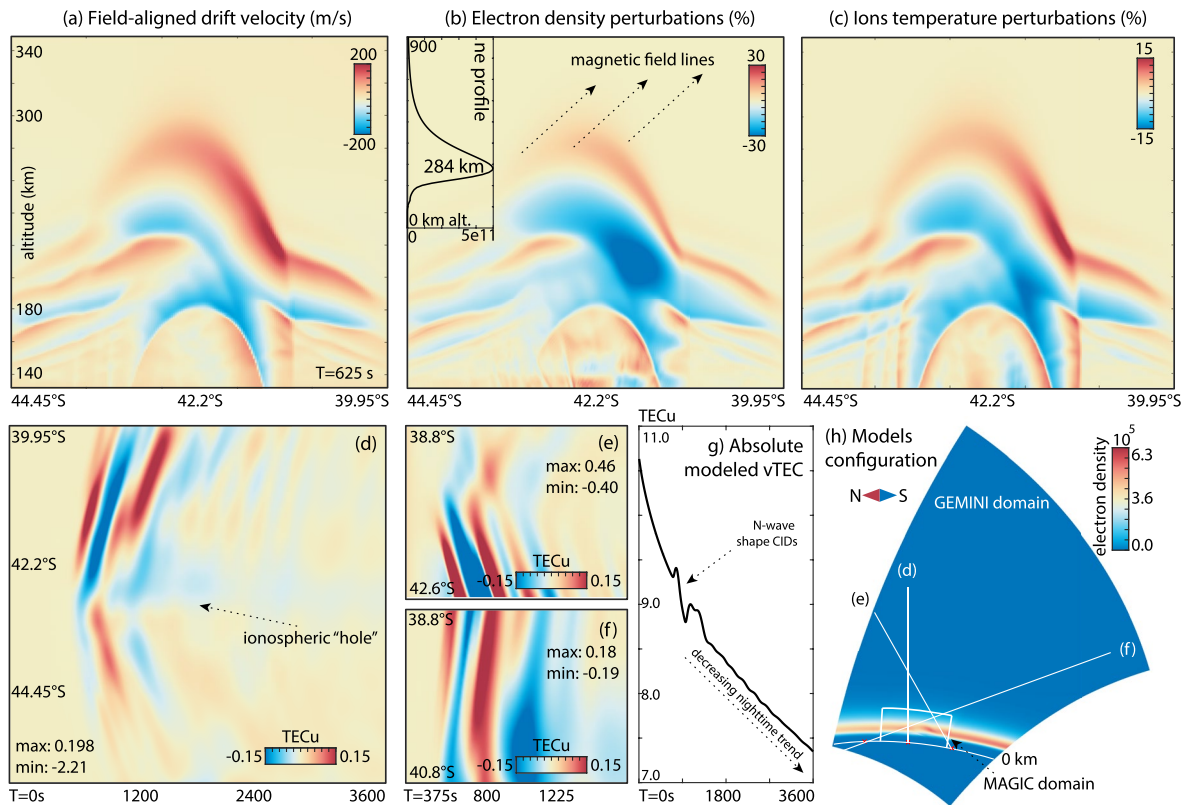 (a) Field-aligned drift velocity (m/s)
(b) Electron density perturbations (%)
(c) Ions temperature perturbations (%)
340
300
180
140
altitude (km)
200
-200
T=625 s
44.45°S
42.2°S
39.95°S
900
ne profile
284 km
0 km alt.
0
5e11
magnetic field lines
30
-30
44.45°S
42.2°S
39.95°S
15
-15
44.45°S
42.2°S
39.95°S
39.95°S
(d)
42.2°S
ionospheric "hole"
44.45°S
max: 0.198
min: -2.21
TECu
-0.15
0.15
T=0s
1200
2400
3600
38.8°S
(e)
max: 0.46
min: -0.40
TECu
-0.15
0.15
42.6°S
38.8°S
(f)
max: 0.18
min: -0.19
TECu
-0.15
0.15
40.8°S
T=375s
800
1225
TECu
11.0
g) Absolute
modeled vTEC
N-wave
shape CIDs
9.0
8.0
decreasing nighttime trend
7.0
T=0s
1800
3600
(h) Models
configuration
N
S
GEMINI domain
electron density
10⁵
6.3
3.6
0.0
(d)
(e)
(f)
0 km
MAGIC domain